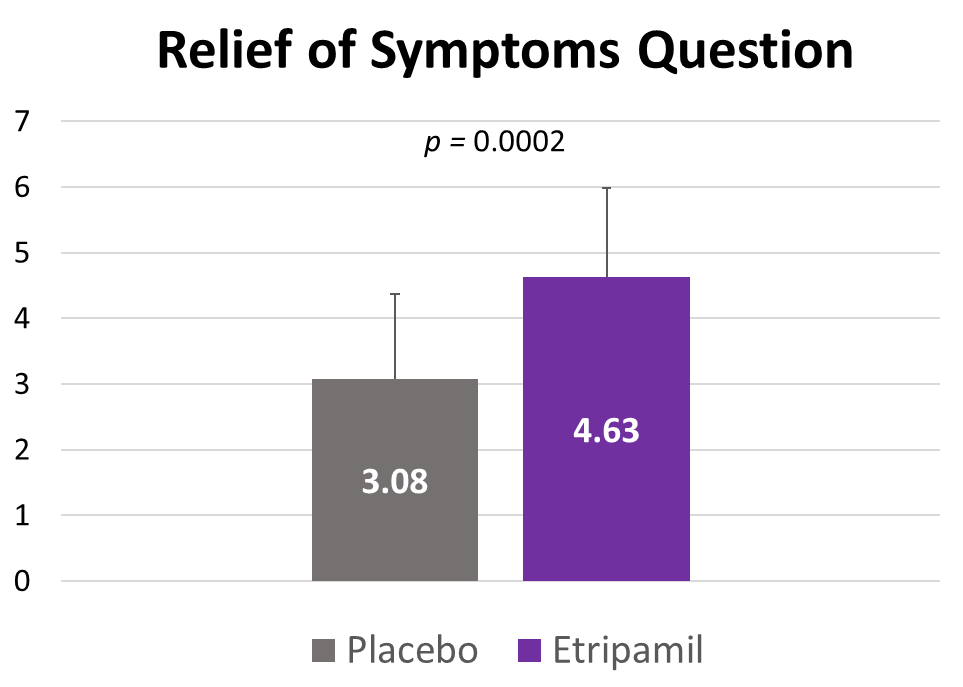 Relief of Symptoms Question
7
p = 0.0002
6
5
4
3
4.63
2
3.08
1
0
Placebo
Etripamil